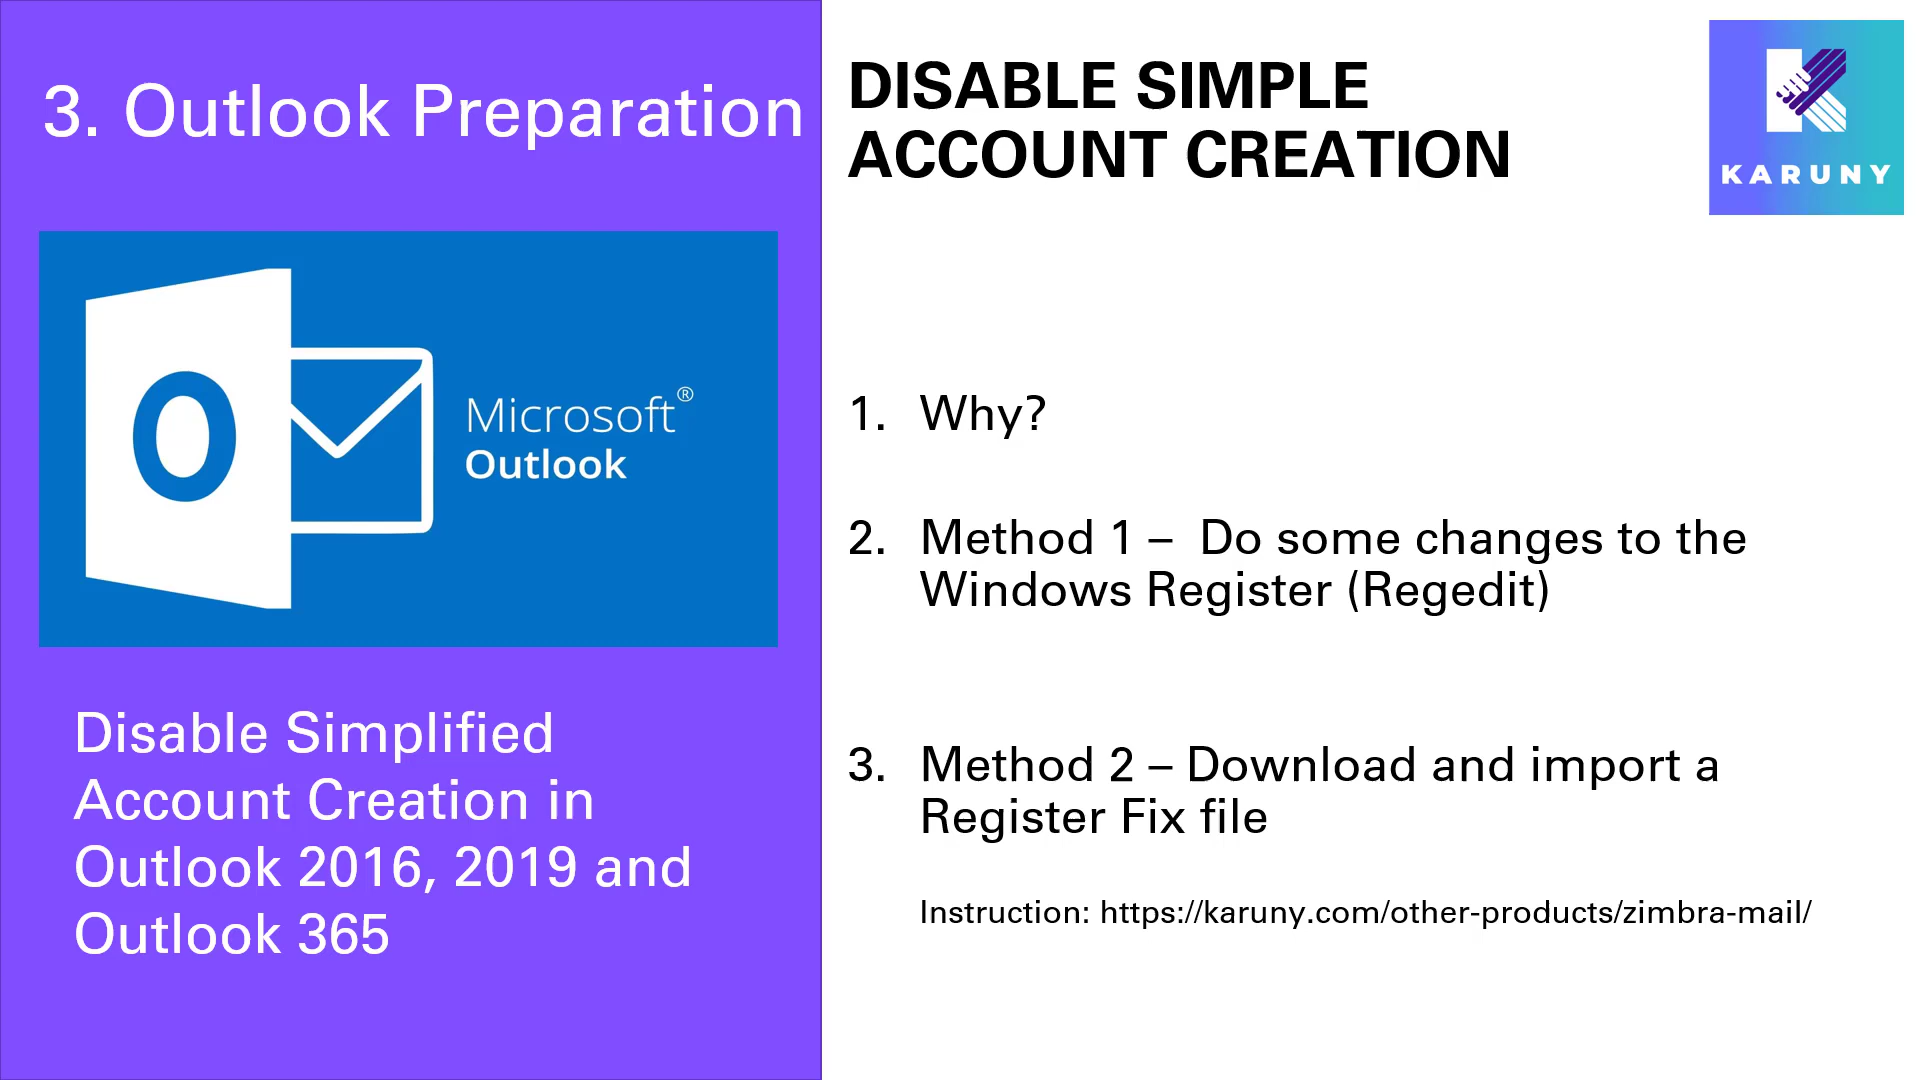 3. Outlook Preparation
Microsoft®
Outlook
Disable Simplified
Account Creation in
Outlook 2016, 2019 and
Outlook 365
DISABLE SIMPLE
ACCOUNT CREATION
KARUNY
1. Why?
2. Method 1 – Do some changes to the
Windows Register (Regedit)
3. Method 2 – Download and import a
Register Fix file
Instruction: https://karuny.com/other-products/zimbra-mail/